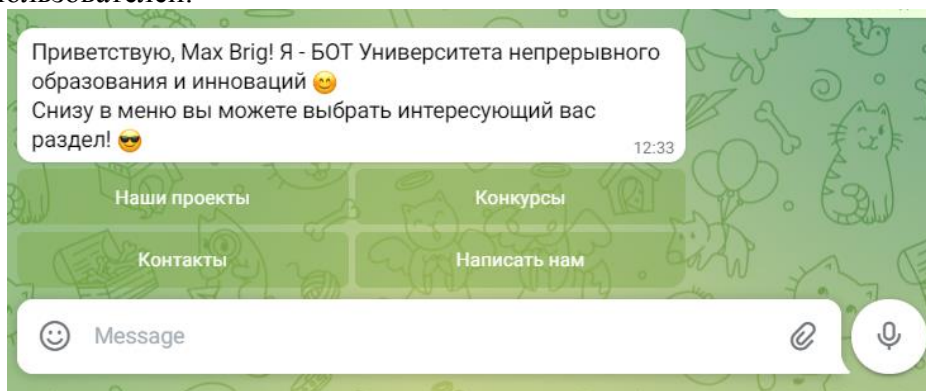 Приветствую, Max Brig! Я - БОТ Университета непрерывного
образования и инноваций 😊
Снизу в меню вы можете выбрать интересующий вас
раздел! 😎
12:33
Наши проекты
Конкурсы
Контакты
Написать нам
Message